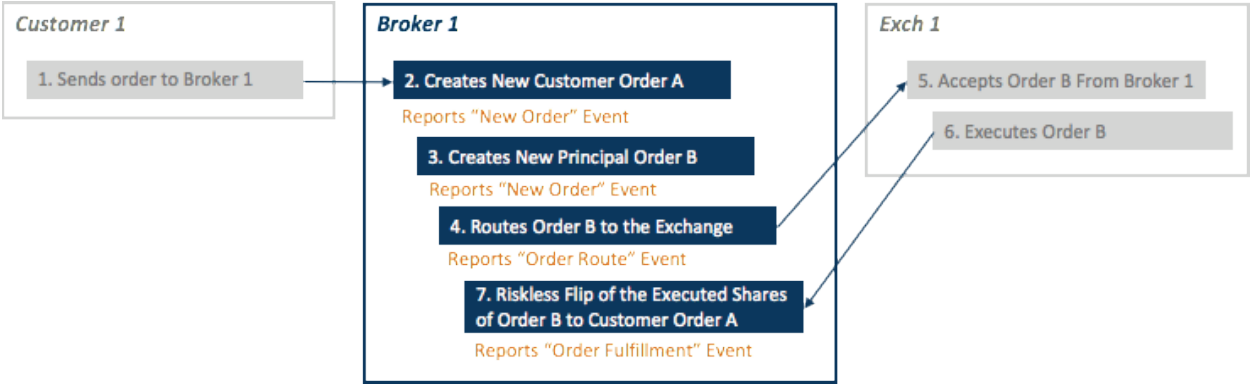 Customer 1
1. Sends order to Broker 1
Broker 1
2. Creates New Customer Order A
Reports "New Order" Event
3. Creates New Principal Order B
Reports "New Order" Event
4. Routes Order B to the Exchange
Reports "Order Route" Event
7. Riskless Flip of the Executed Shares
of Order B to Customer Order A
Reports "Order Fulfillment" Event
Exch 1
5. Accepts Order B From Broker 1
6. Executes Order B